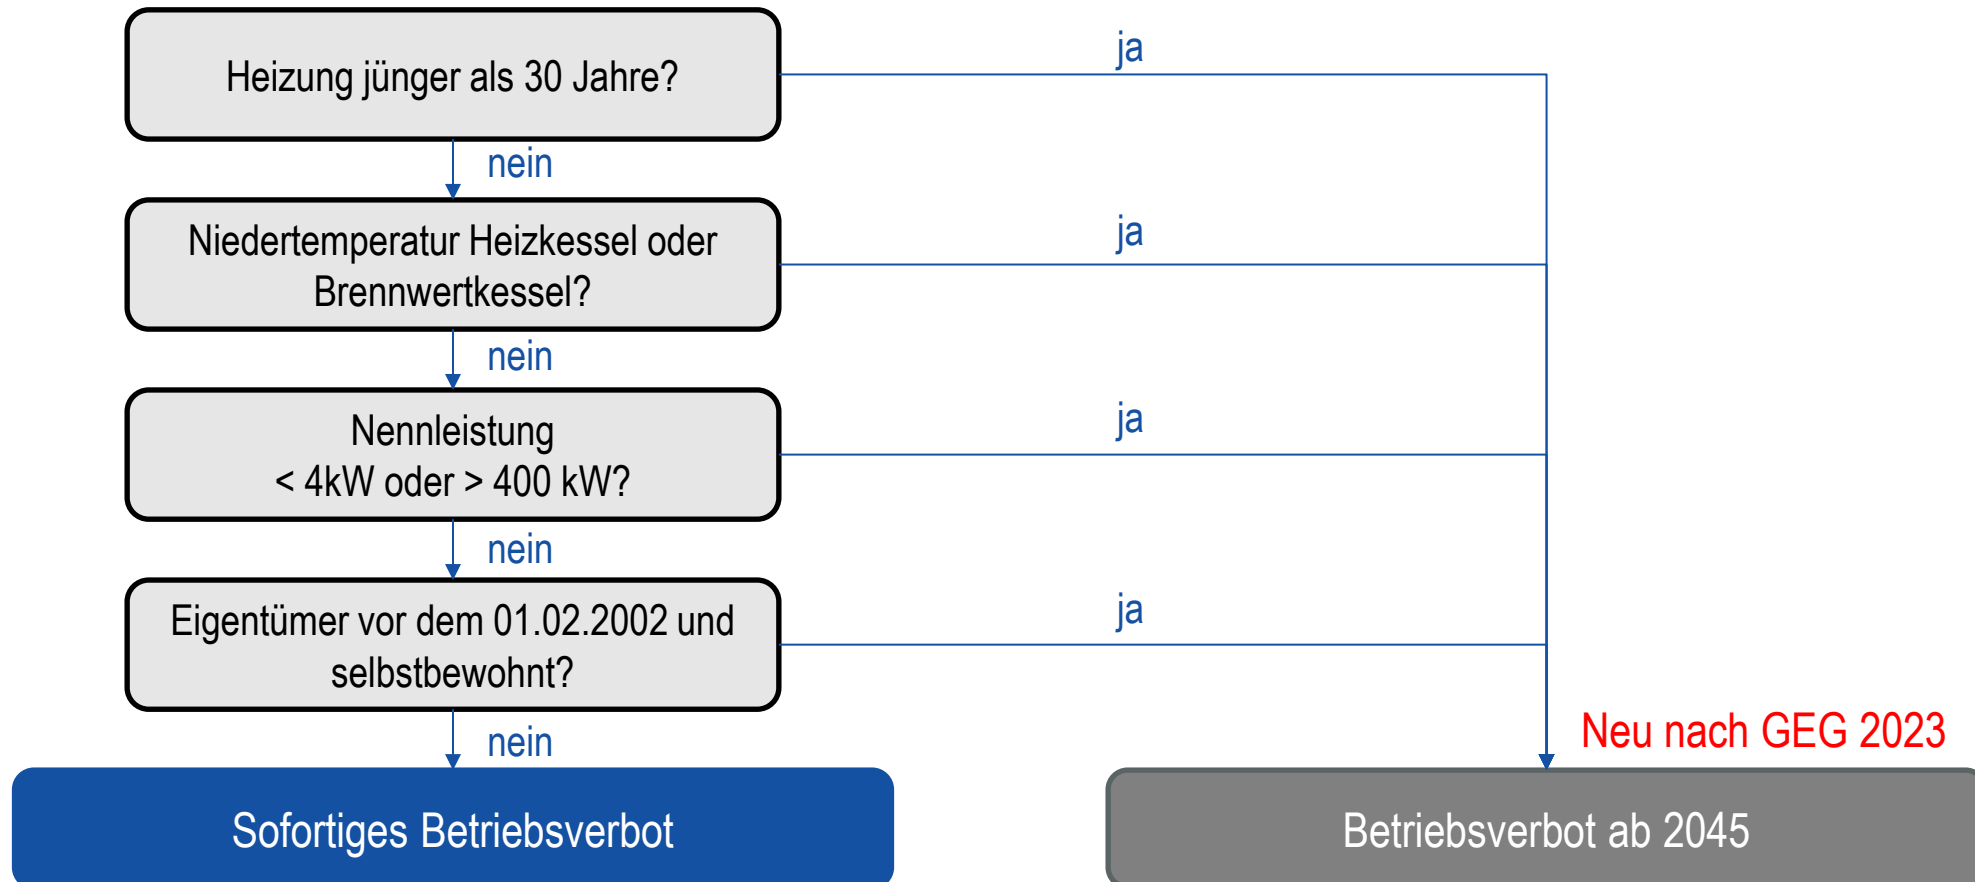 Heizung jünger als 30 Jahre?
ja
nein
Niedertemperatur Heizkessel oder
Brennwertkessel?
ja
nein
Nennleistung
< 4kW oder > 400 kW?
ja
nein
Eigentümer vor dem 01.02.2002 und
selbstbewohnt?
ja
nein
Neu nach GEG 2023
Sofortiges Betriebsverbot
Betriebsverbot ab 2045